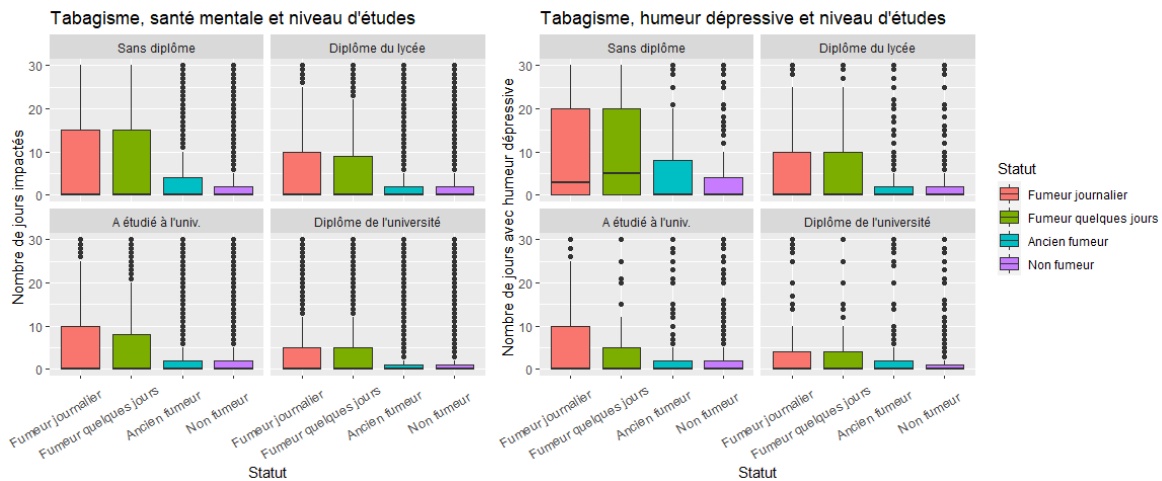 Tabagisme, santé mentale et niveau d'études
Nombre de jours impactés
Sans diplôme
Diplôme du lycée
30
20
10
0
A étudié à l'univ.
Diplôme de l'université
30
20
10
0
Fumeur journalier
Fumeur quelques jours
Ancien fumeur
Non fumeur
Fumeur journalier
Fumeur quelques jours
Ancien fumeur
Non fumeur
Statut
Tabagisme, humeur dépressive et niveau d'études
Nombre de jours avec humeur dépressive
Sans diplôme
Diplôme du lycée
30
20
10
0
A étudié à l'univ.
Diplôme de l'université
30
20
10
0
Fumeur journalier
Fumeur quelques jours
Ancien fumeur
Non fumeur
Fumeur journalier
Fumeur quelques jours
Ancien fumeur
Non fumeur
Statut
Statut
Fumeur journalier
Fumeur quelques jours
Ancien fumeur
Non fumeur